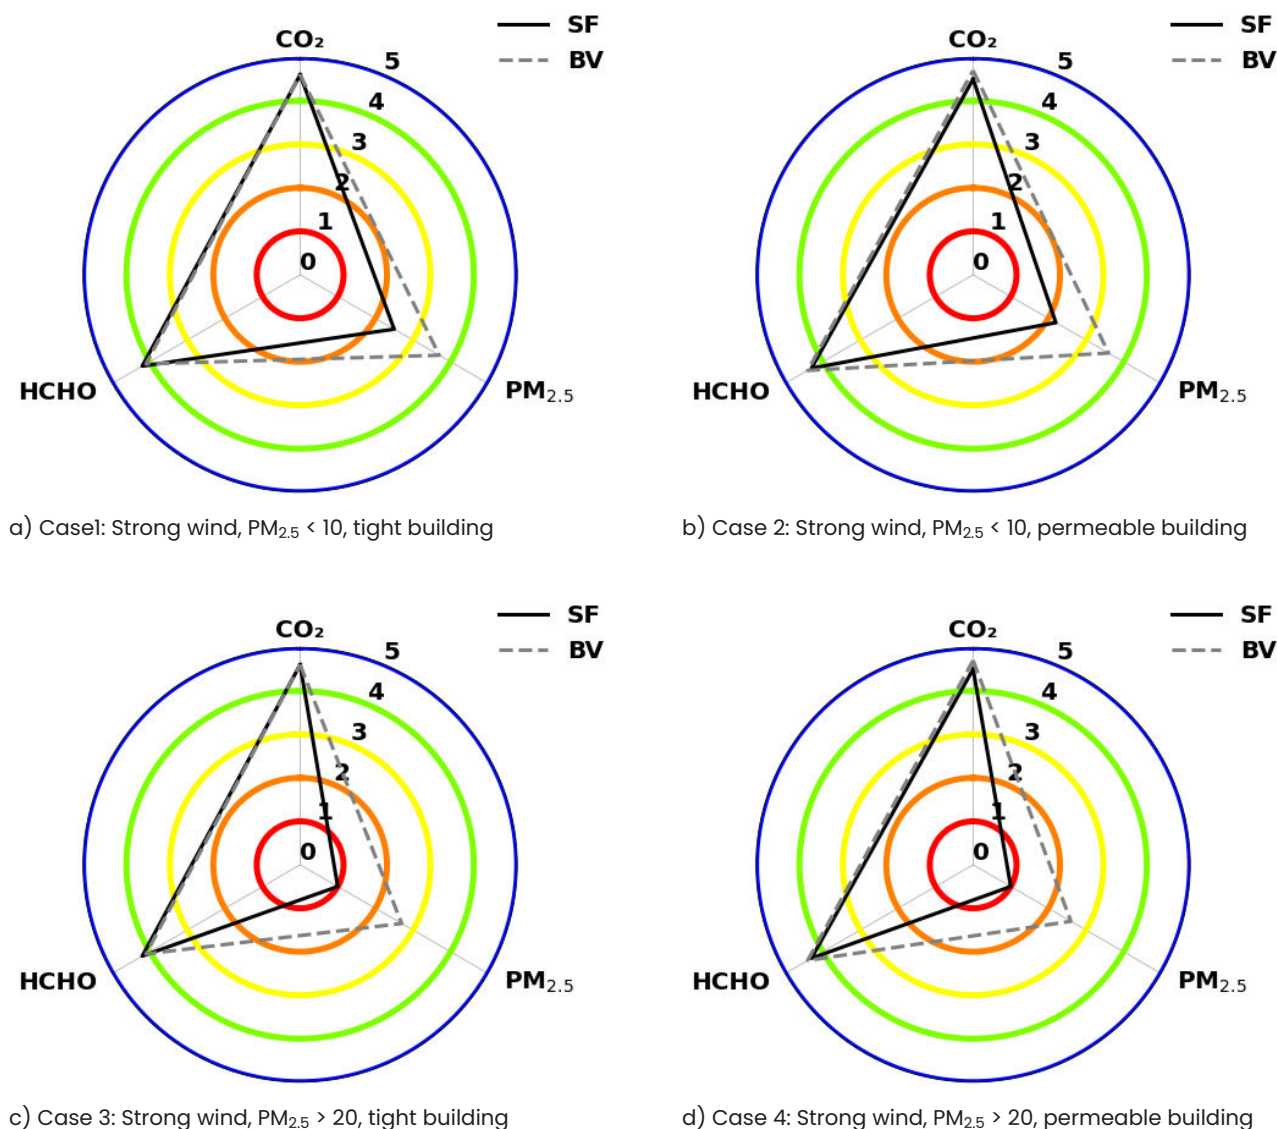 SF
BV
CO₂
5
4
3
2
1
0
HCHO
PM₂.₅
a) Case1: Strong wind, PM₂.₅ < 10, tight building
SF
BV
CO₂
5
4
3
2
1
0
HCHO
PM₂.₅
b) Case 2: Strong wind, PM₂.₅ < 10, permeable building
SF
BV
CO₂
5
4
3
2
1
0
HCHO
PM₂.₅
c) Case 3: Strong wind, PM₂.₅ > 20, tight building
SF
BV
CO₂
5
4
3
2
1
0
HCHO
PM₂.₅
d) Case 4: Strong wind, PM₂.₅ > 20, permeable building